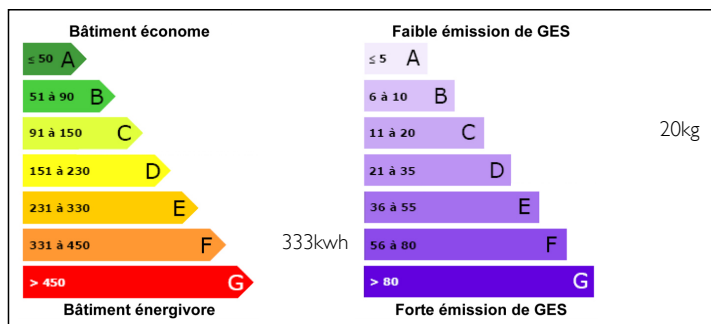 Bâtiment économe
≤ 50 A
51 à 90 B
91 à 150 C
151 à 230 D
231 à 330 E
331 à 450 F
333kwh
> 450 G
Bâtiment énergivore
Faible émission de GES
≤ 5 A
6 à 10 B
11 à 20 C
20kg
21 à 35 D
36 à 55 E
56 à 80 F
> 80 G
Forte émission de GES